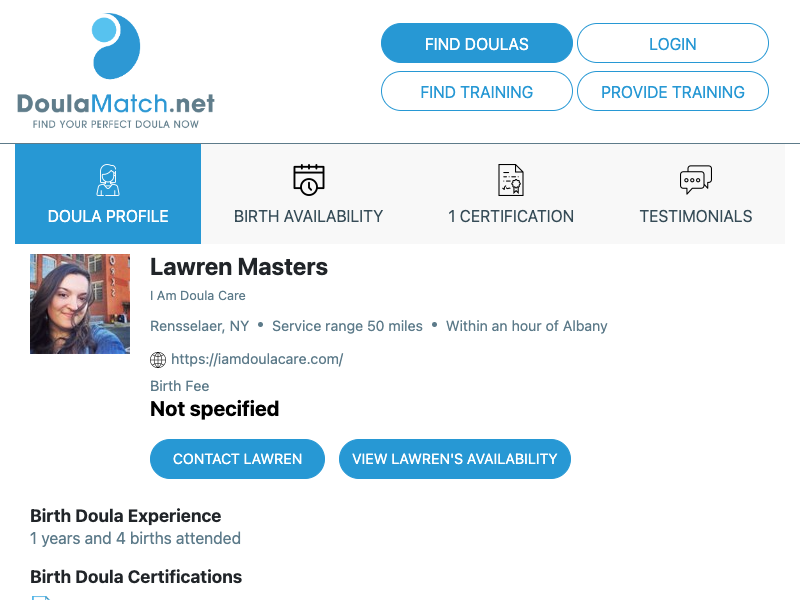 FIND DOULAS
LOGIN
FIND TRAINING
PROVIDE TRAINING
DoulaMatch.net
FIND YOUR PERFECT DOULA NOW
DOULA PROFILE
BIRTH AVAILABILITY
1 CERTIFICATION
TESTIMONIALS
Lawren Masters
I Am Doula Care
Rensselaer, NY • Service range 50 miles • Within an hour of Albany
https://iamdoulacare.com/
Birth Fee
Not specified
CONTACT LAWREN
VIEW LAWREN'S AVAILABILITY
Birth Doula Experience
1 years and 4 births attended
Birth Doula Certifications